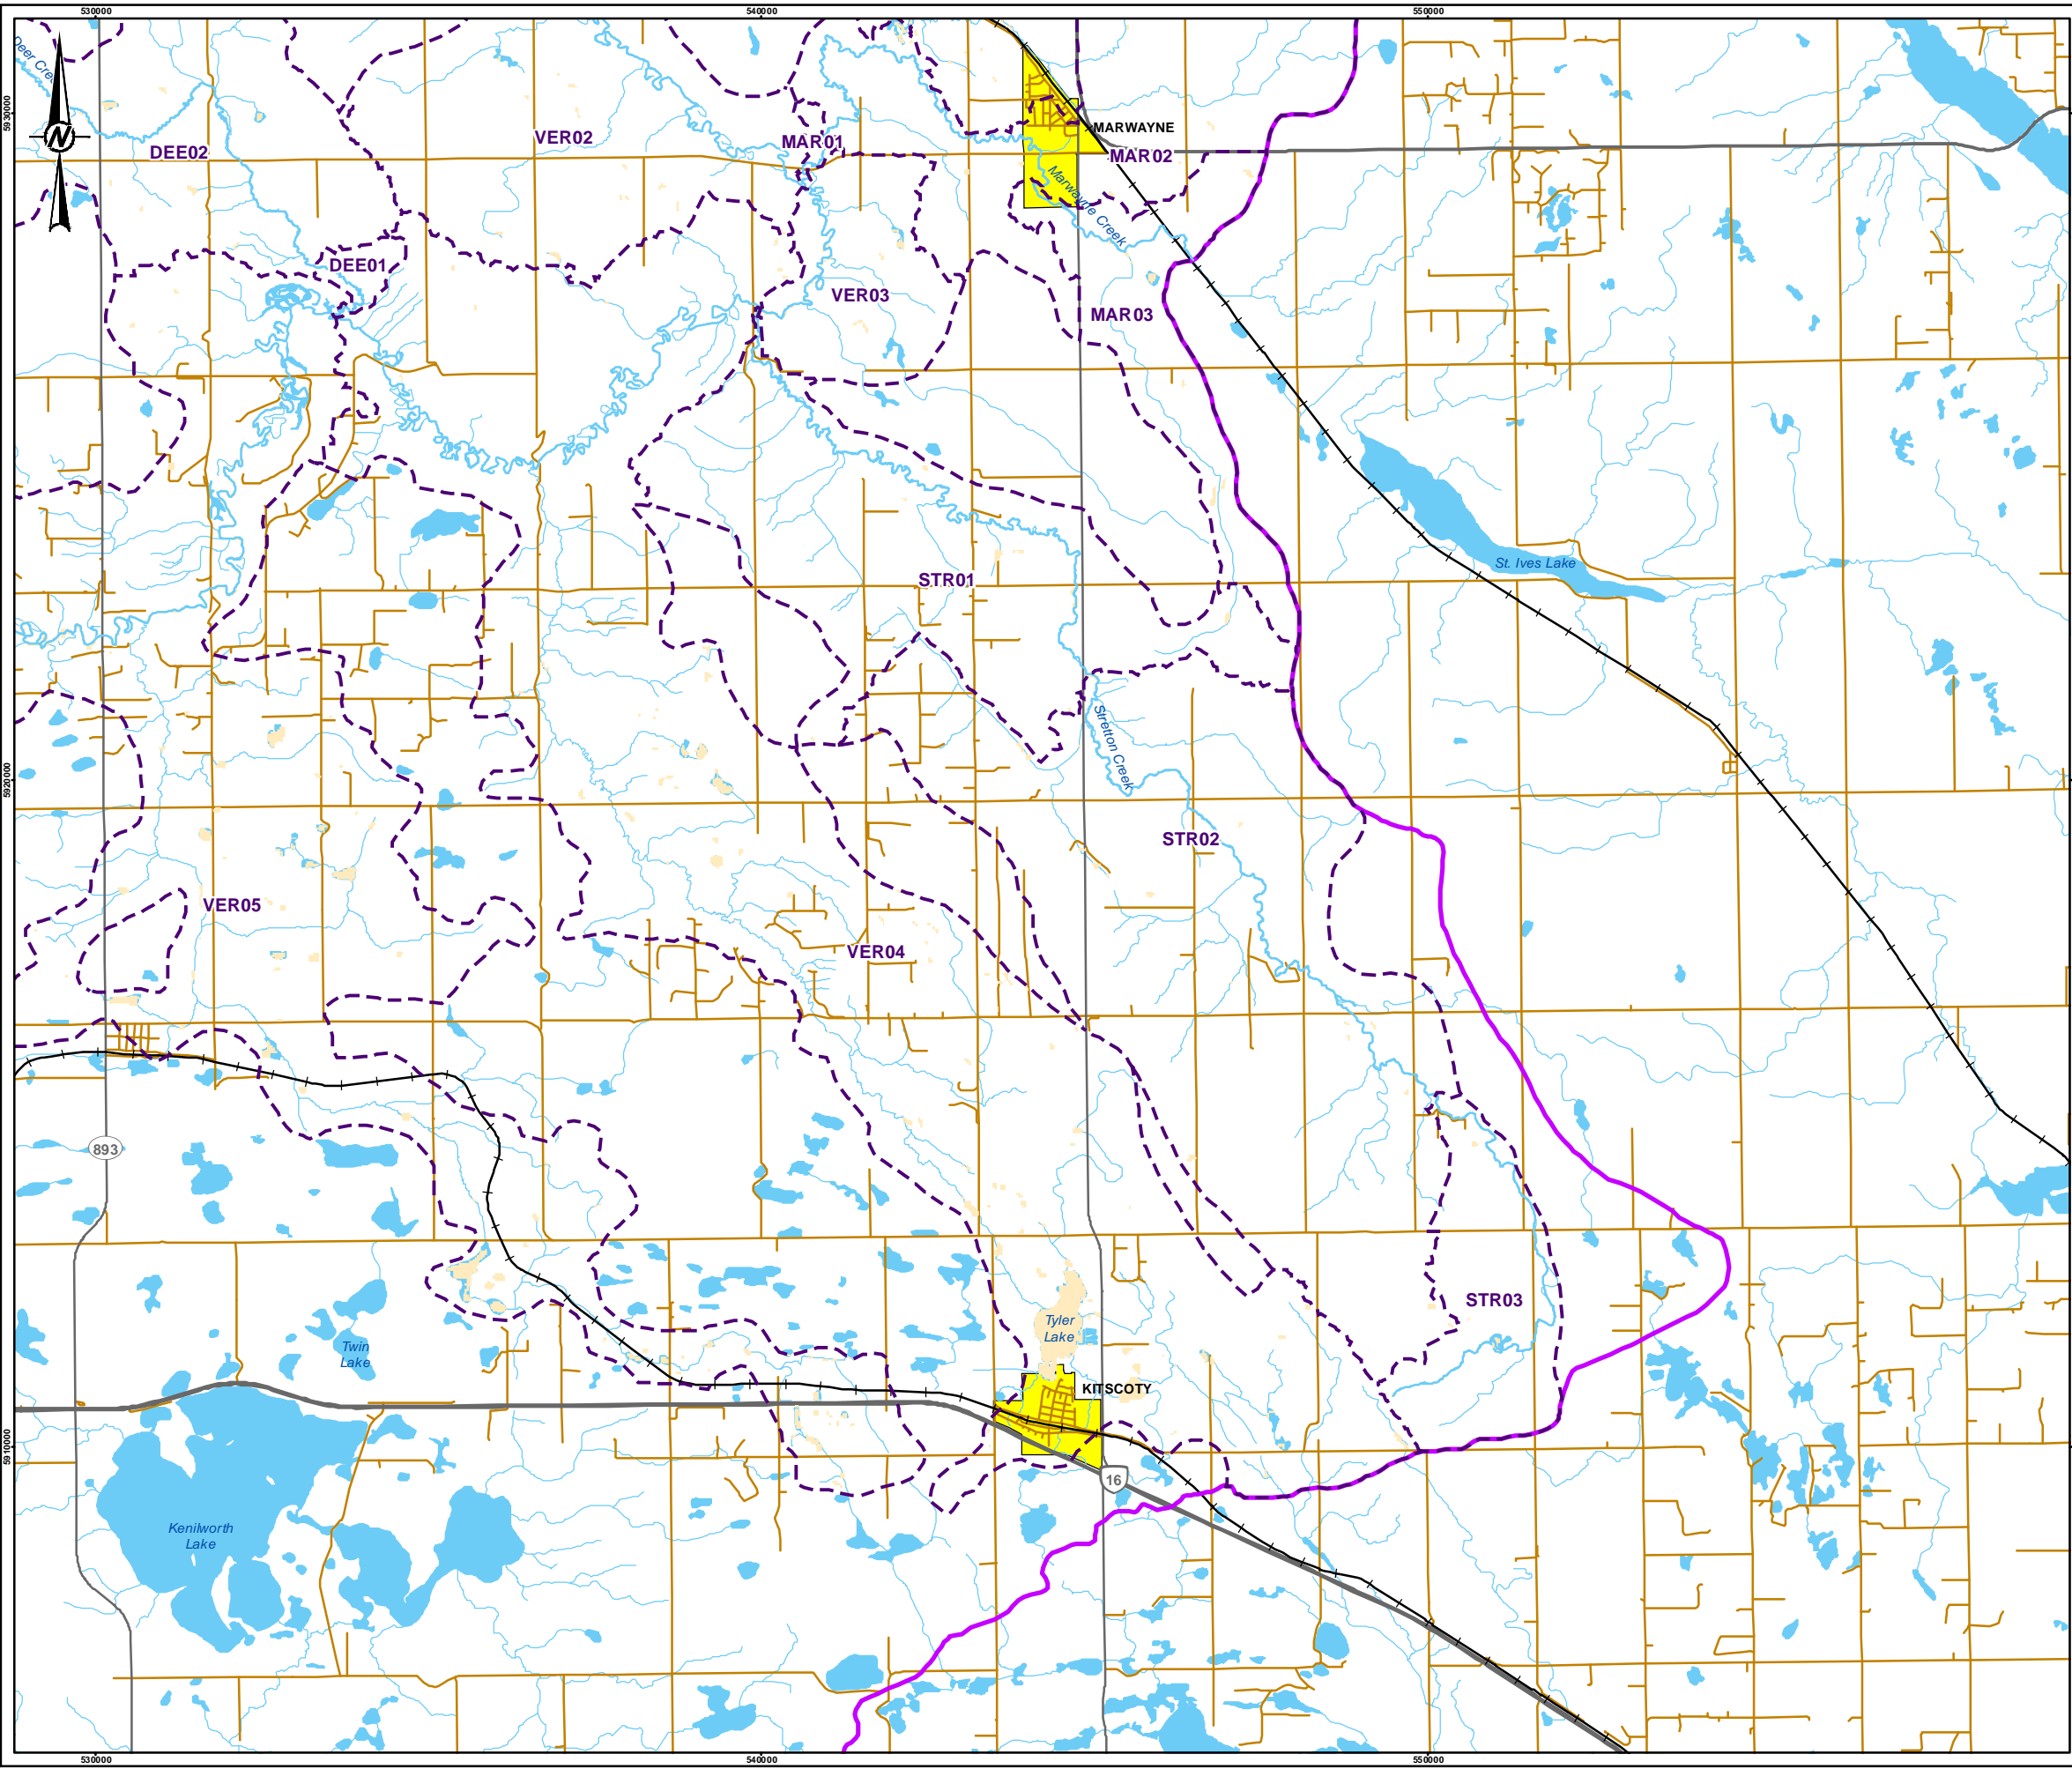 530000
540000
550000
Deer Cree
5930000
N
DEE02
VER02
MAR01
MARWAYNE
MAR02
Marwayne Creek
DEE01
VER03
MAR03
STR01
St. Ives Lake
Stretton Creek
5920000
STR02
VER05
VER04
893
STR03
Tyler
Lake
Twin
Lake
KITSCOTY
5910000
16
Kenilworth
Lake
530000
540000
550000